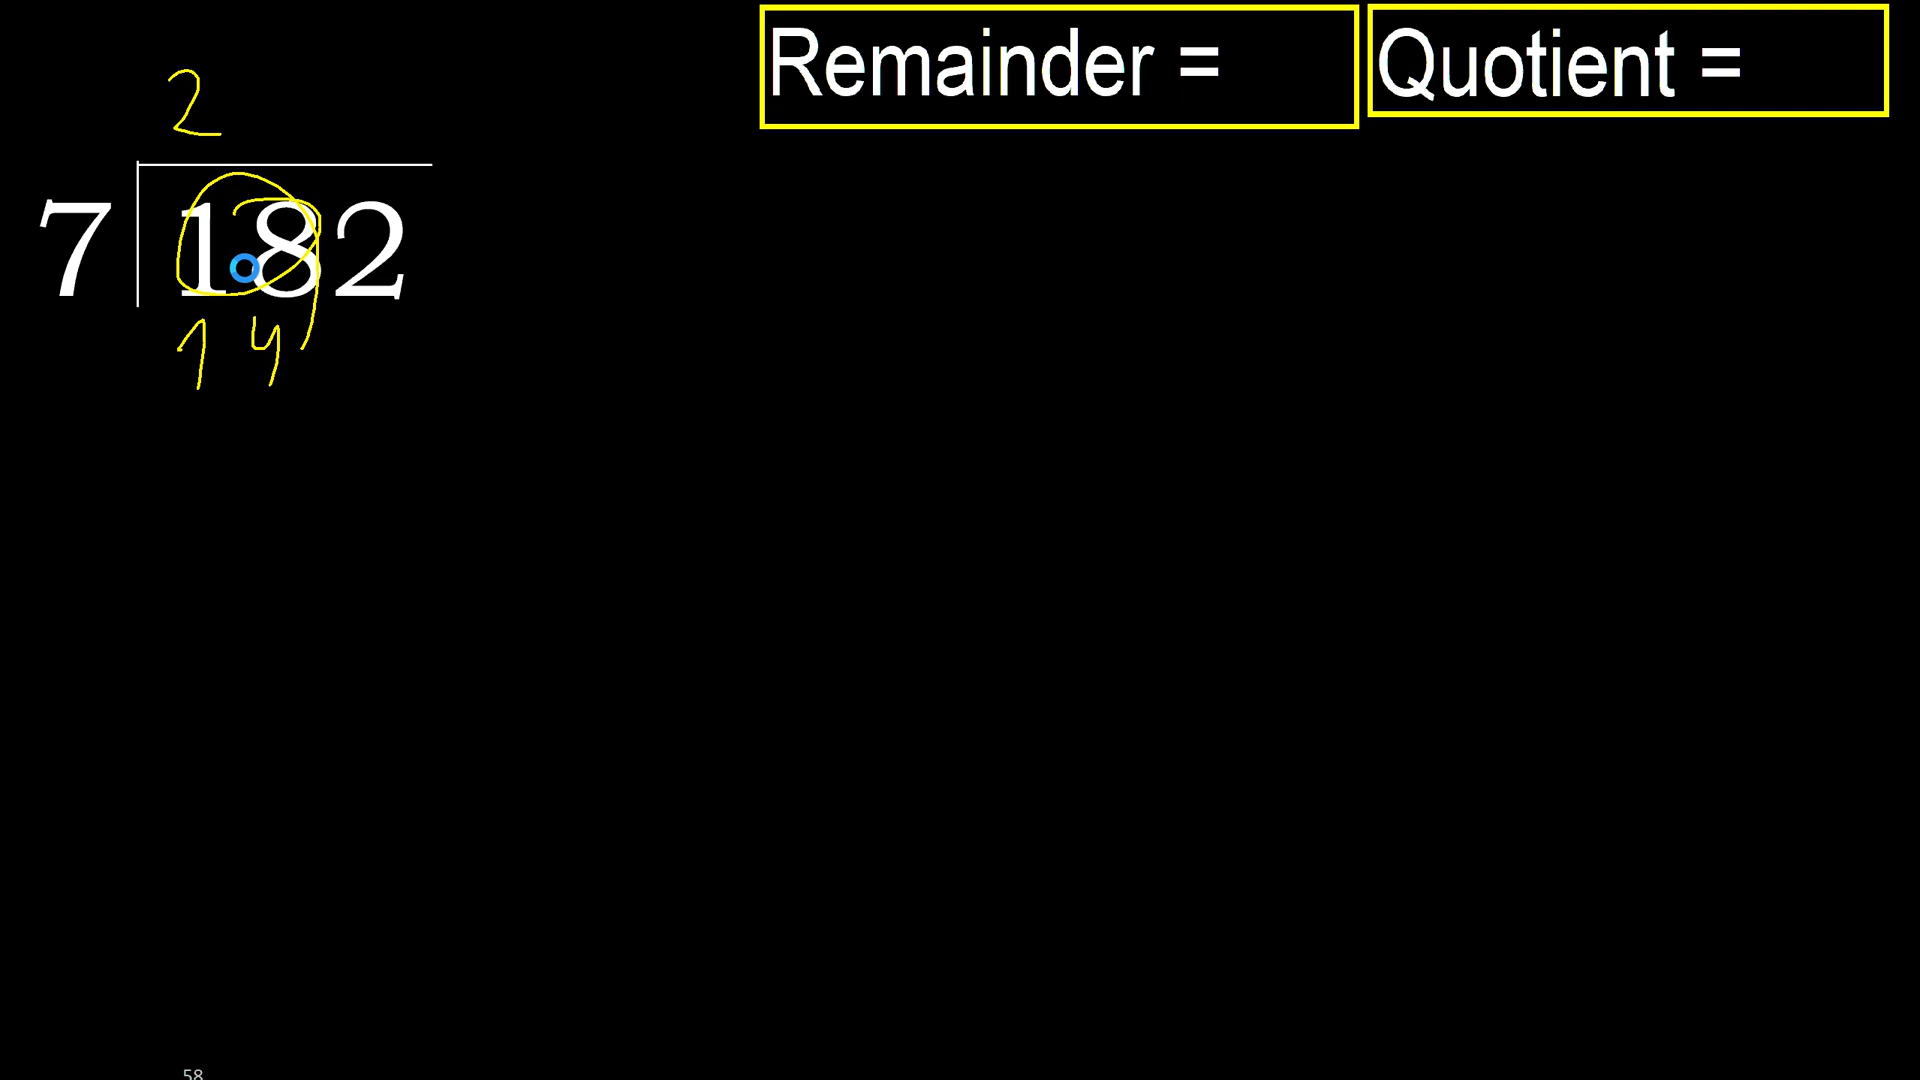 Remainder =
Quotient =
2
7 182
14
58